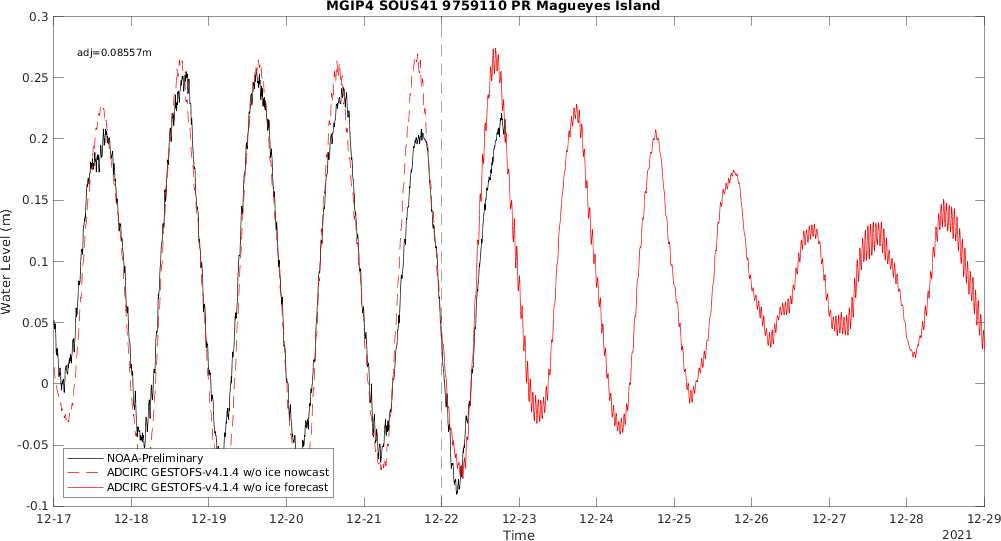 MGIP4 SOUS41 9759110 PR Magueyes Island
adj=0.08557m
0.3
0.25
0.2
0.15
0.1
0.05
0
-0.05
-0.1
Water Level (m)
NOAA-Preliminary
ADCIRC GESTOFS-v4.1.4 w/o ice nowcast
ADCIRC GESTOFS-v4.1.4 w/o ice forecast
12-17 12-18 12-19 12-20 12-21 12-22 12-23 12-24 12-25 12-26 12-27 12-28 12-29
Time
2021